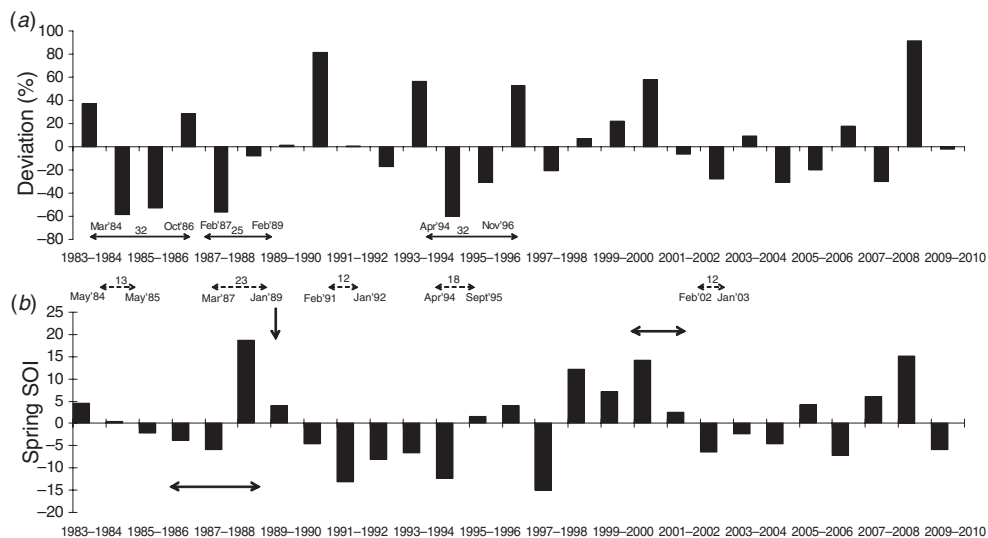 (a)
100
80
60
40
20
0
–20
–40
–60
–80
Deviation (%)
Mar'84 32 Oct'86 Feb'87 25 Feb'89 Apr'94 32 Nov'96
1983–1984 1985–1986 1987–1988 1989–1990 1991–1992 1993–1994 1995–1996 1997–1998 1999–2000 2001–2002 2003–2004 2005–2006 2007–2008 2009–2010
13 23 12 18 12
May'84 May'85 Mar'87 Jan'89 Feb'91 Jan'92 Apr'94 Sept'95 Feb'02 Jan'03
(b)
25
20
15
10
5
0
–5
–10
–15
–20
Spring SOI
1983–1984 1985–1986 1987–1988 1989–1990 1991–1992 1993–1994 1995–1996 1997–1998 1999–2000 2001–2002 2003–2004 2005–2006 2007–2008 2009–2010